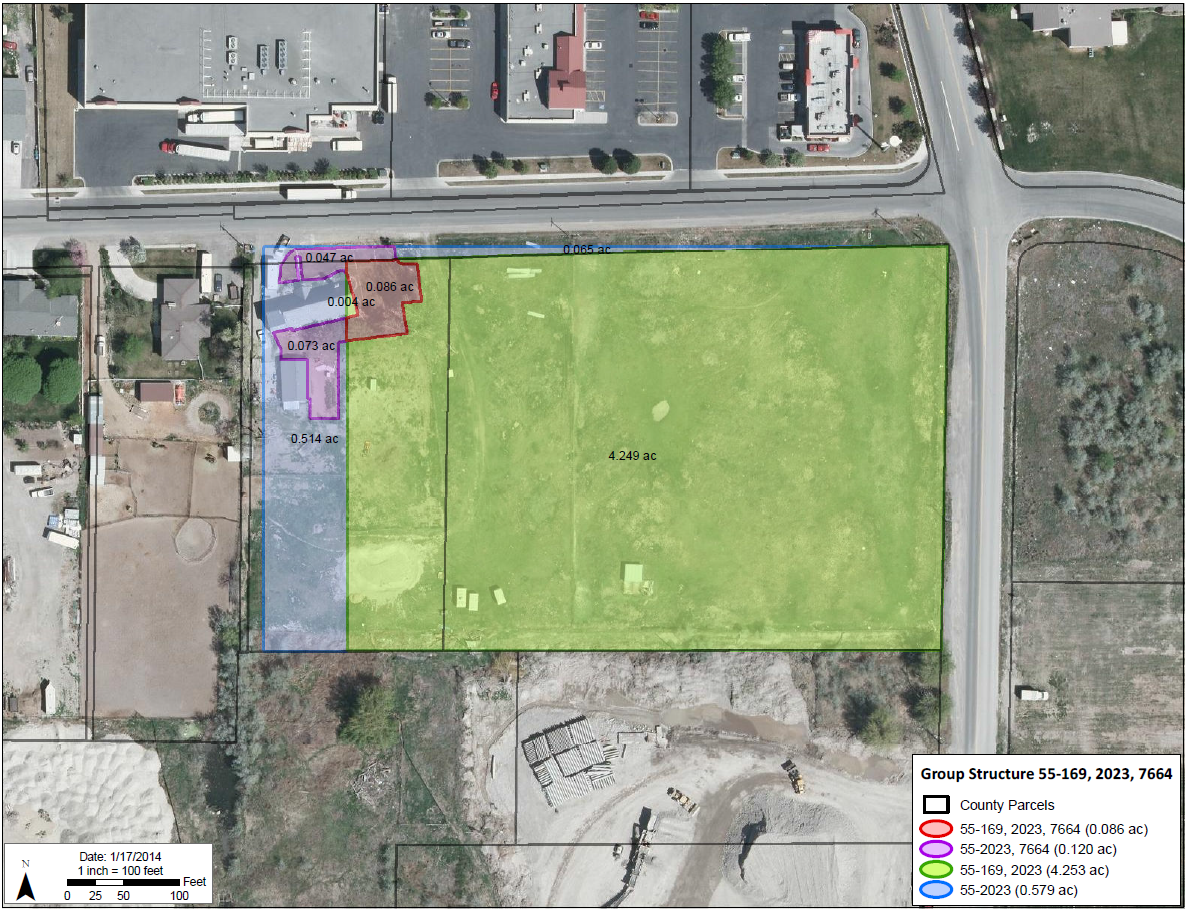 0.065 ac
0.047 ac
0.086 ac
0.004 ac
0.073 ac
0.514 ac
4.249 ac
Group Structure 55-169, 2023, 7664
County Parcels
55-169, 2023, 7664 (0.086 ac)
55-2023, 7664 (0.120 ac)
55-169, 2023 (4.253 ac)
55-2023 (0.579 ac)
N
Date: 1/17/2014
1 inch = 100 feet
Feet
0 25 50 100